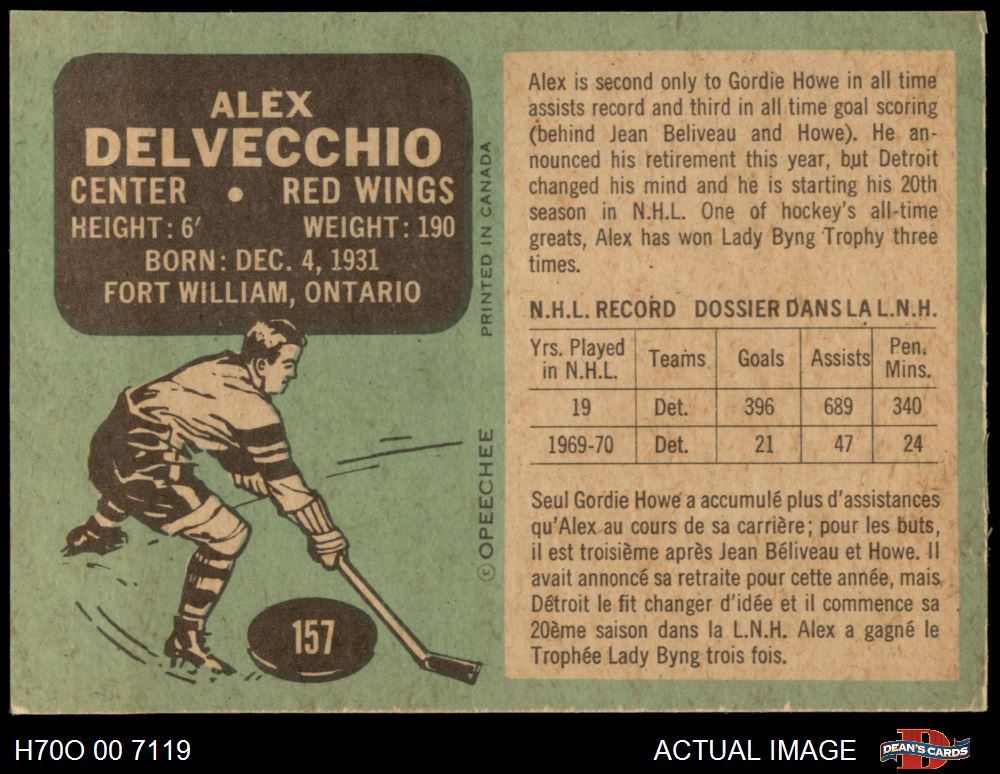 ALEX
DELVECCHIO
CENTER • RED WINGS
HEIGHT: 6' WEIGHT: 190
BORN: DEC. 4, 1931
FORT WILLIAM, ONTARIO
PRINTED IN CANADA
© OPEECHEE
157
Alex is second only to Gordie Howe in all time
assists record and third in all time goal scoring
(behind Jean Beliveau and Howe). He an-
nounced his retirement this year, but Detroit
changed his mind and he is starting his 20th
season in N.H.L. One of hockey's all-time
greats, Alex has won Lady Byng Trophy three
times.
N.H.L. RECORD DOSSIER DANS LA L.N.H.
Yrs. Played in N.H.L. Teams Goals Assists Pen. Mins.
19 Det. 396 689 340
1969-70 Det. 21 47 24
Seul Gordie Howe a accumulé plus d'assistances
qu'Alex au cours de sa carrière; pour les buts,
il est troisième après Jean Béliveau et Howe. Il
avait annoncé sa retraite pour cette année, mais
Détroit le fit changer d'idée et il commence sa
20ème saison dans la L.N.H. Alex a gagné le
Trophée Lady Byng trois fois.
H70O 00 7119
ACTUAL IMAGE
DEAN'S CARDS